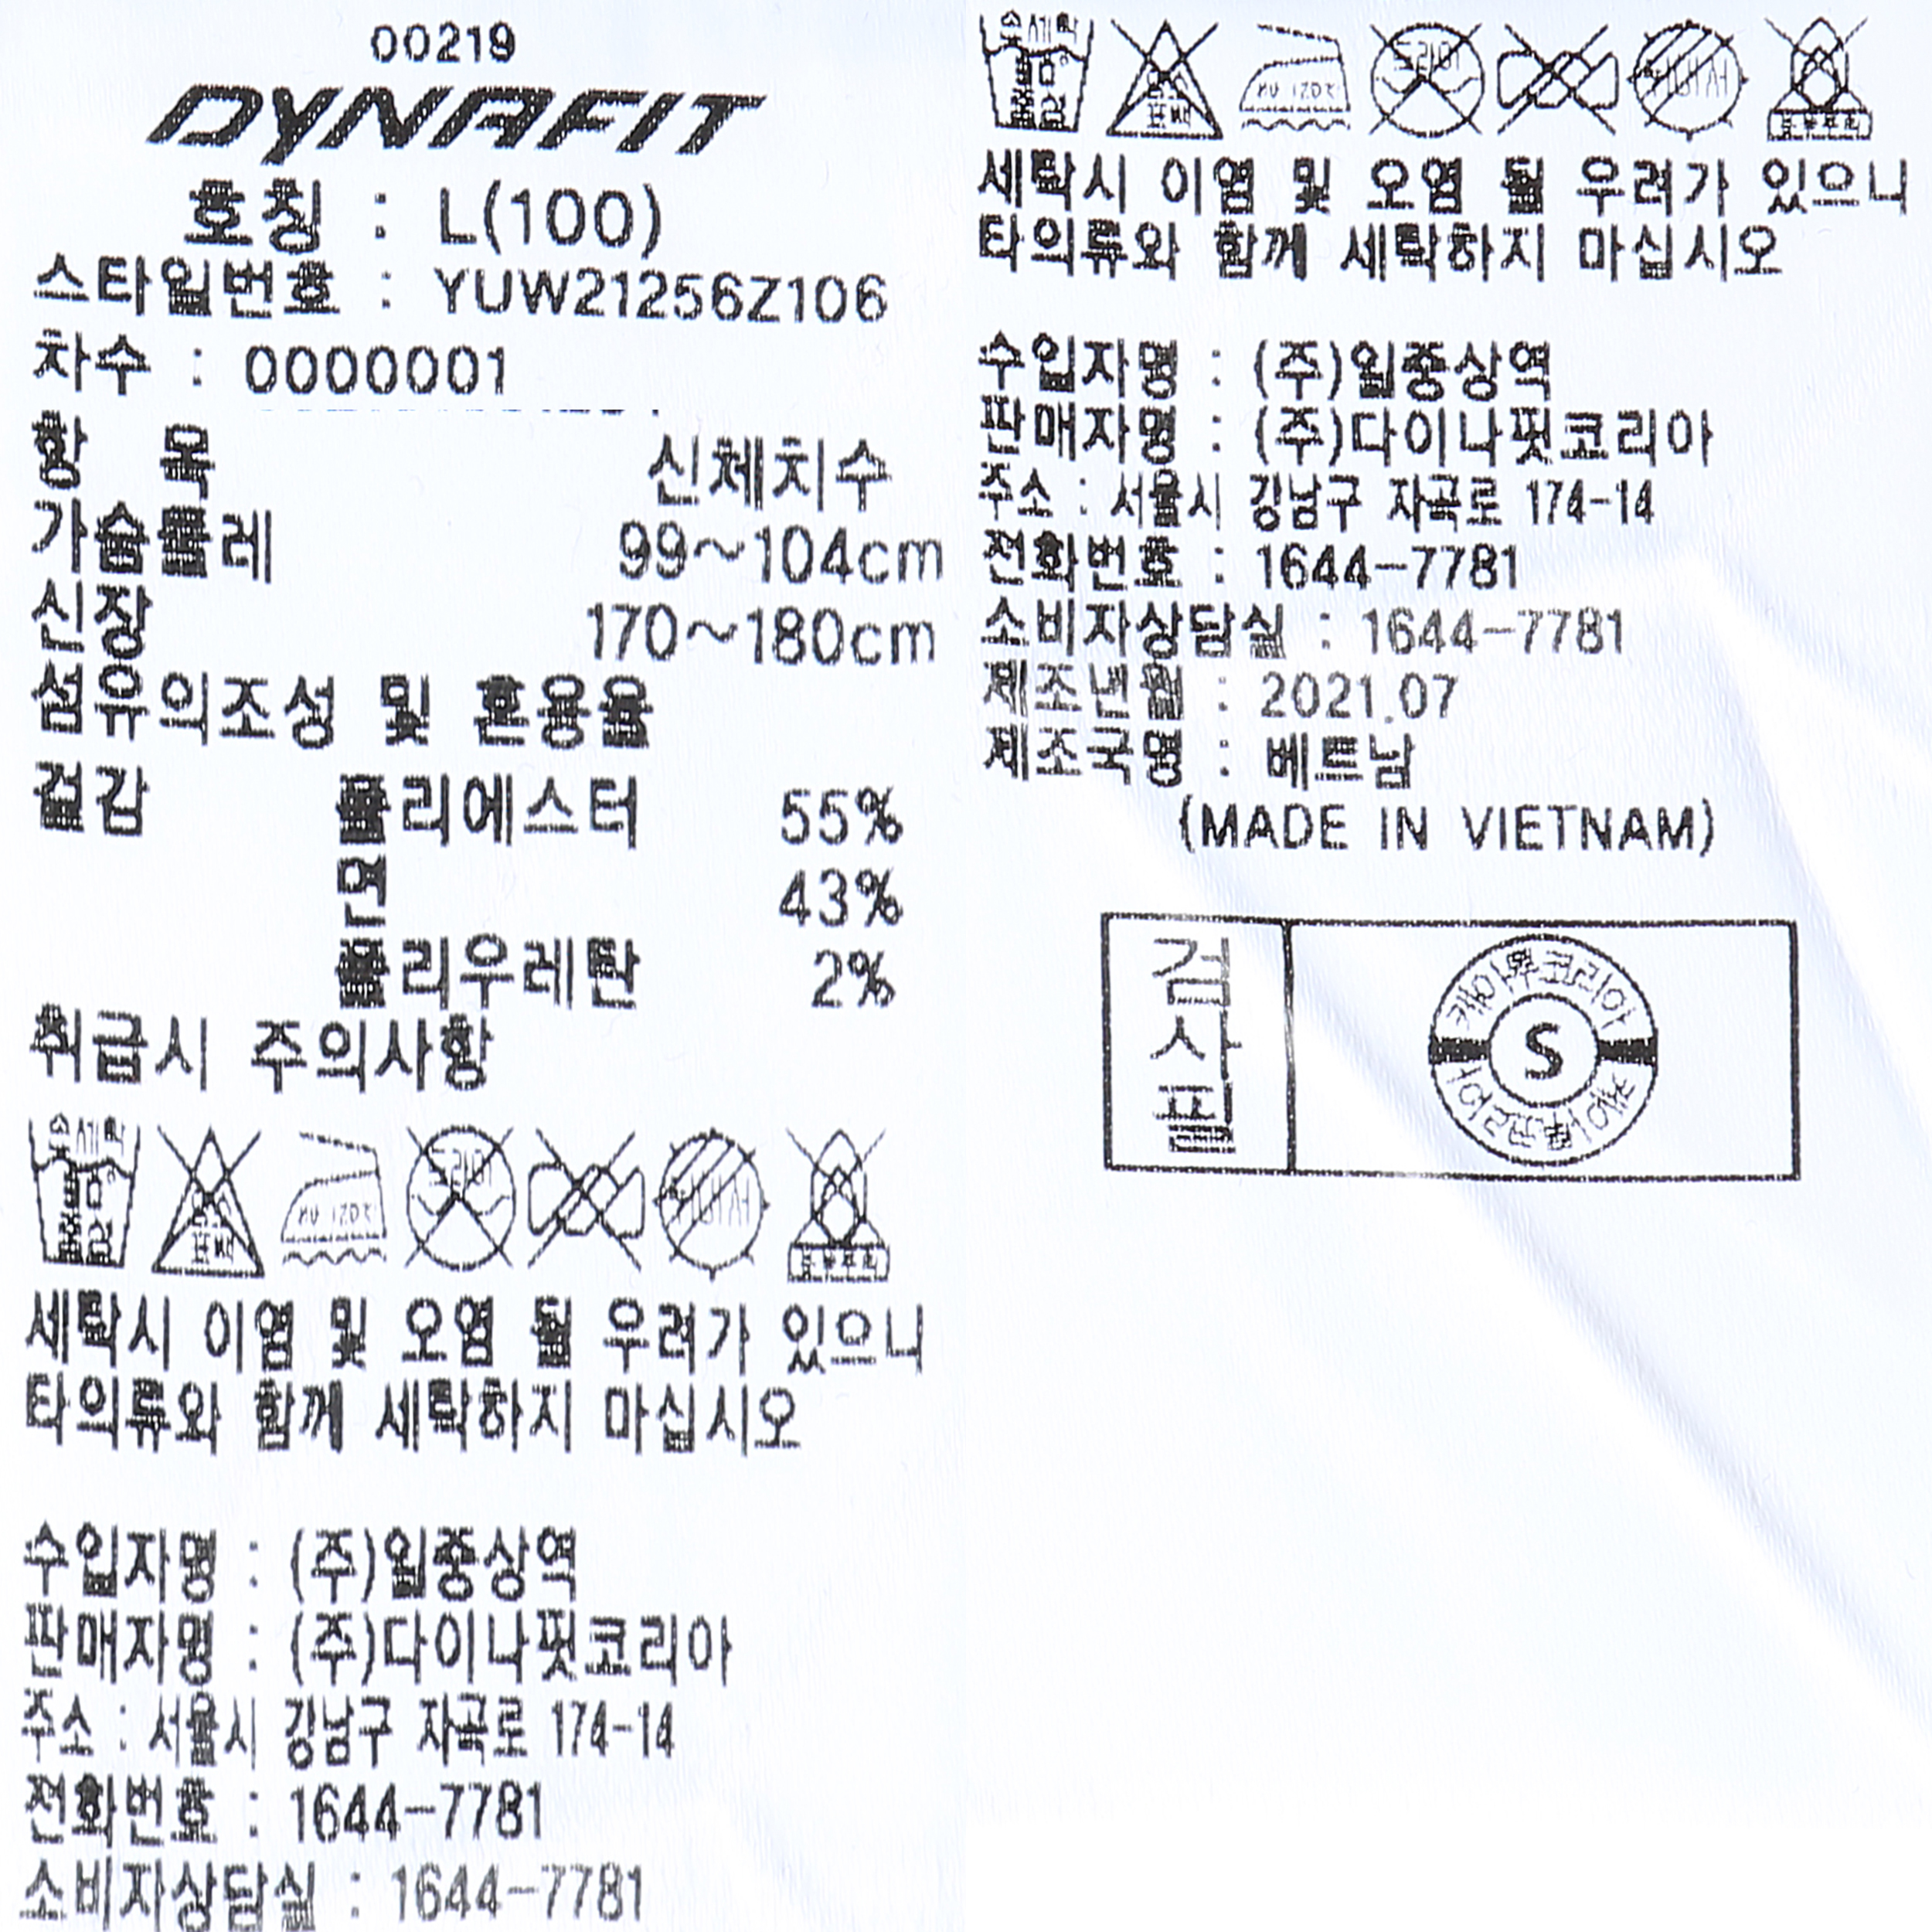 00219
DYNAFIT
호칭 : L(100)
스타일번호 : YUW21256Z106
차수 : 0000001
항 목 신체치수
가슴둘레 99~104cm
신장 170~180cm
섬유의조성 및 혼용율
겉감 폴리에스터 55%
면 43%
폴리우레탄 2%
취급시 주의사항
손세탁
표백
세탁시 이염 및 오염 될 우려가 있으니
타의류와 함께 세탁하지 마십시오
수입자명 : (주)일중상역
판매자명 : (주)다이나핏코리아
주소 : 서울시 강남구 자곡로 174-14
전화번호 : 1644-7781
소비자상담실 : 1644-7781
손세탁
표백
세탁시 이염 및 오염 될 우려가 있으니
타의류와 함께 세탁하지 마십시오
수입자명 : (주)일중상역
판매자명 : (주)다이나핏코리아
주소 : 서울시 강남구 자곡로 174-14
전화번호 : 1644-7781
소비자상담실 : 1644-7781
제조년월 : 2021.07
제조국명 : 베트남
(MADE IN VIETNAM)
검사필
S